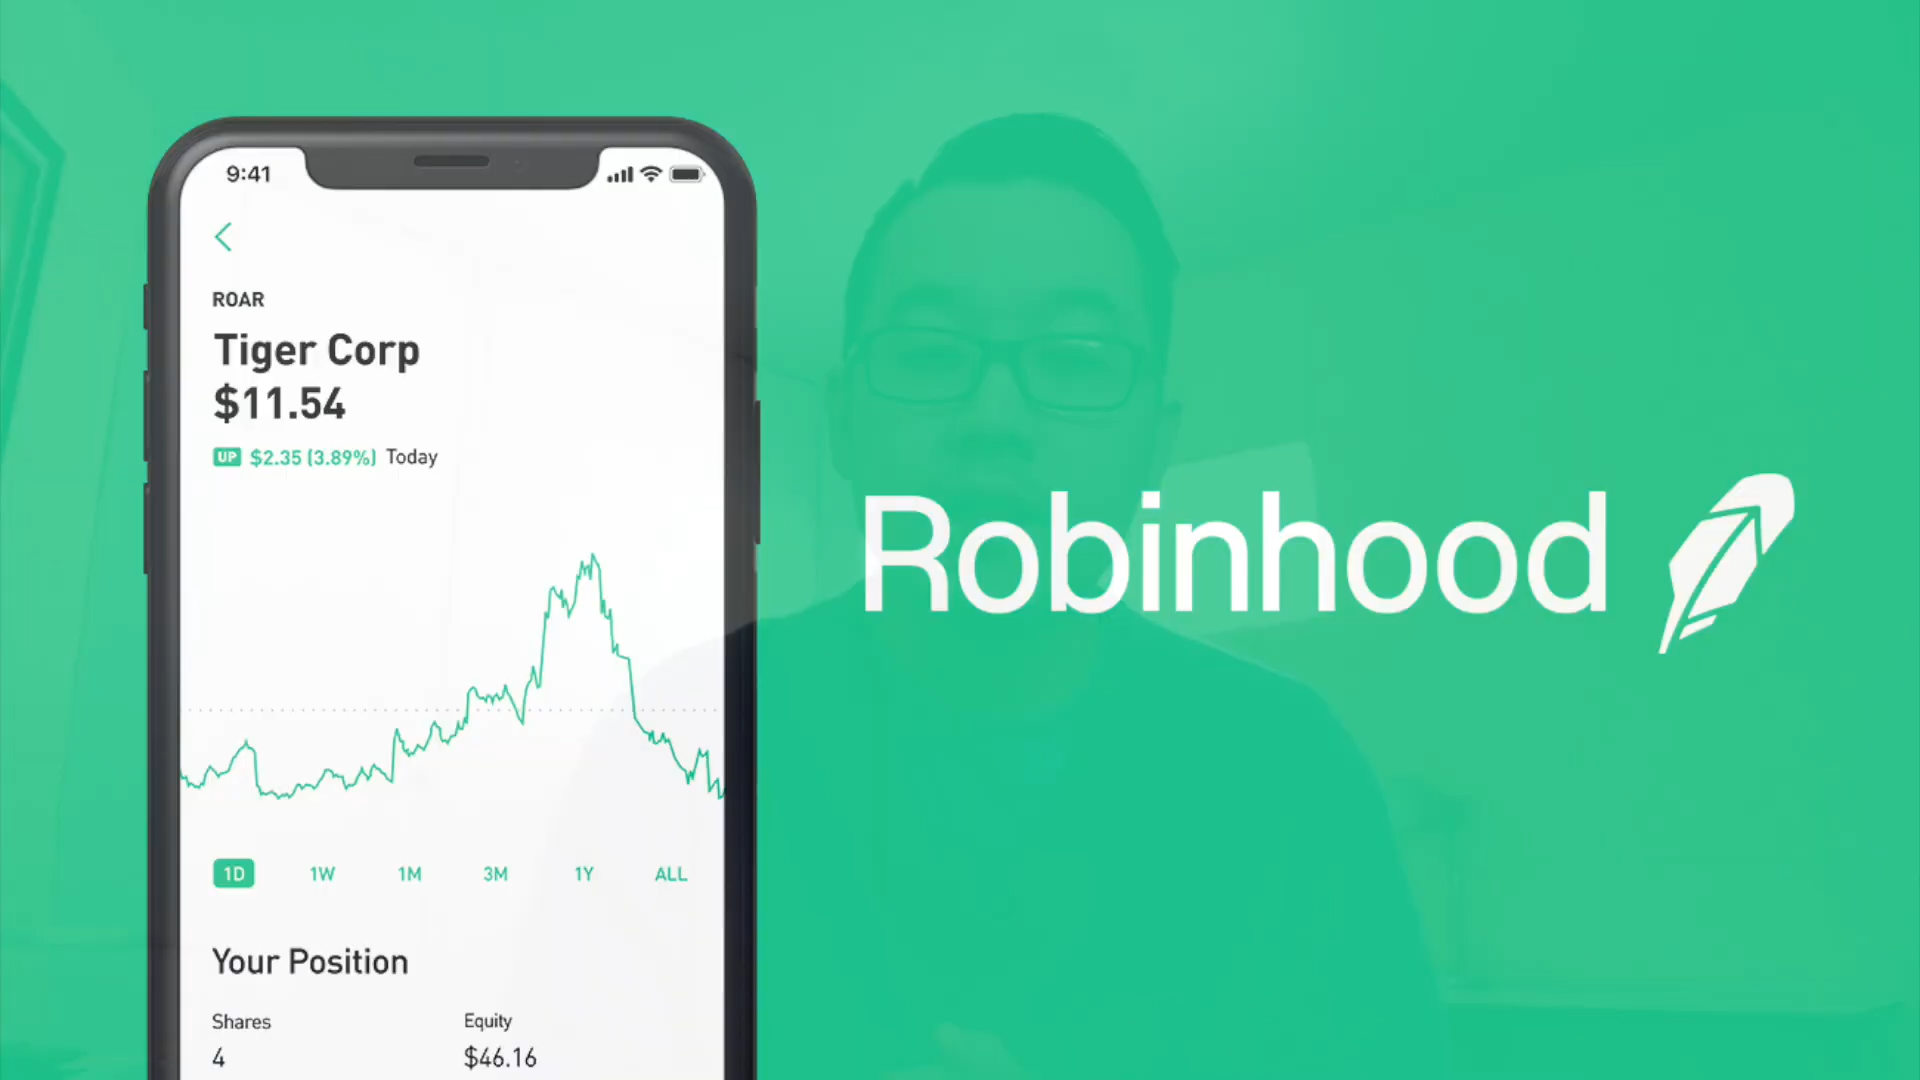 9:41
ROAR
Tiger Corp
$11.54
UP $2.35 (3.89%) Today
1D 1W 1M 3M 1Y ALL
Your Position
Shares Equity
4 $46.16
Robinhood